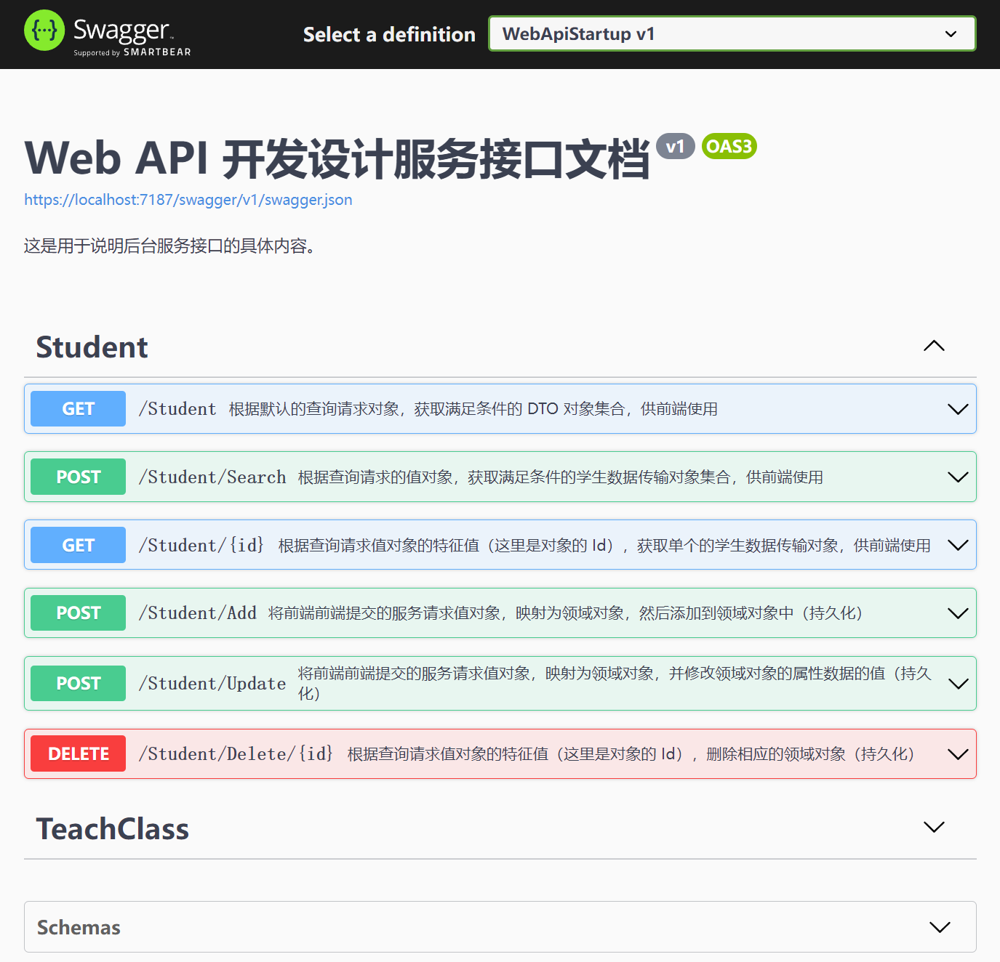 Swagger
Supported by SMARTBEAR
Select a definition
WebApiStartup v1
Web API 开发设计服务接口文档 v1 OAS3
https://localhost:7187/swagger/v1/swagger.json
这是用于说明后台服务接口的具体内容。
Student
GET /Student 根据默认的查询请求对象，获取满足条件的 DTO 对象集合，供前端使用
POST /Student/Search 根据查询请求的值对象，获取满足条件的学生数据传输对象集合，供前端使用
GET /Student/{id} 根据查询请求值对象的特征值（这里是对象的 Id），获取单个的学生数据传输对象，供前端使用
POST /Student/Add 将前端前端提交的服务请求值对象，映射为领域对象，然后添加到领域对象中（持久化）
POST /Student/Update 将前端前端提交的服务请求值对象，映射为领域对象，并修改领域对象的属性数据的值（持久
化）
DELETE /Student/Delete/{id} 根据查询请求值对象的特征值（这里是对象的 Id），删除相应的领域对象（持久化）
TeachClass
Schemas